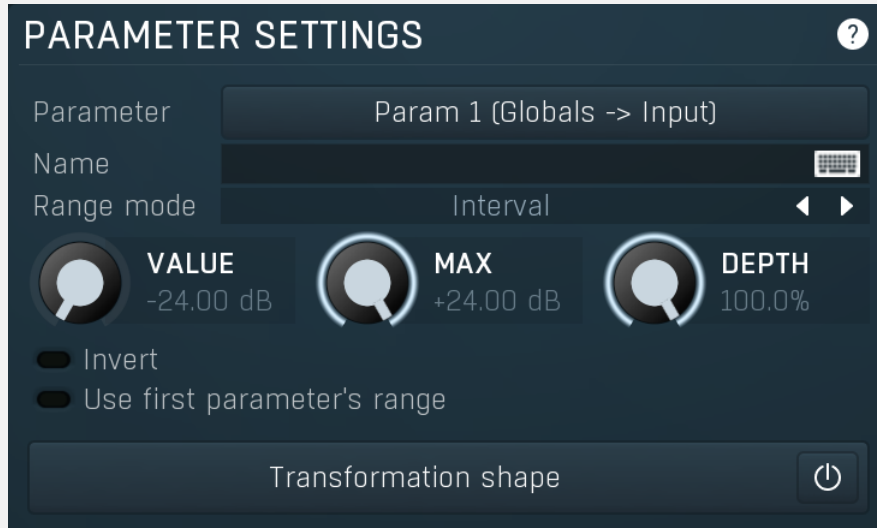 PARAMETER SETTINGS ?
Parameter Param 1 (Globals -> Input)
Name
Range mode Interval
VALUE MAX DEPTH
-24.00 dB +24.00 dB 100.0%
Invert
Use first parameter's range
Transformation shape